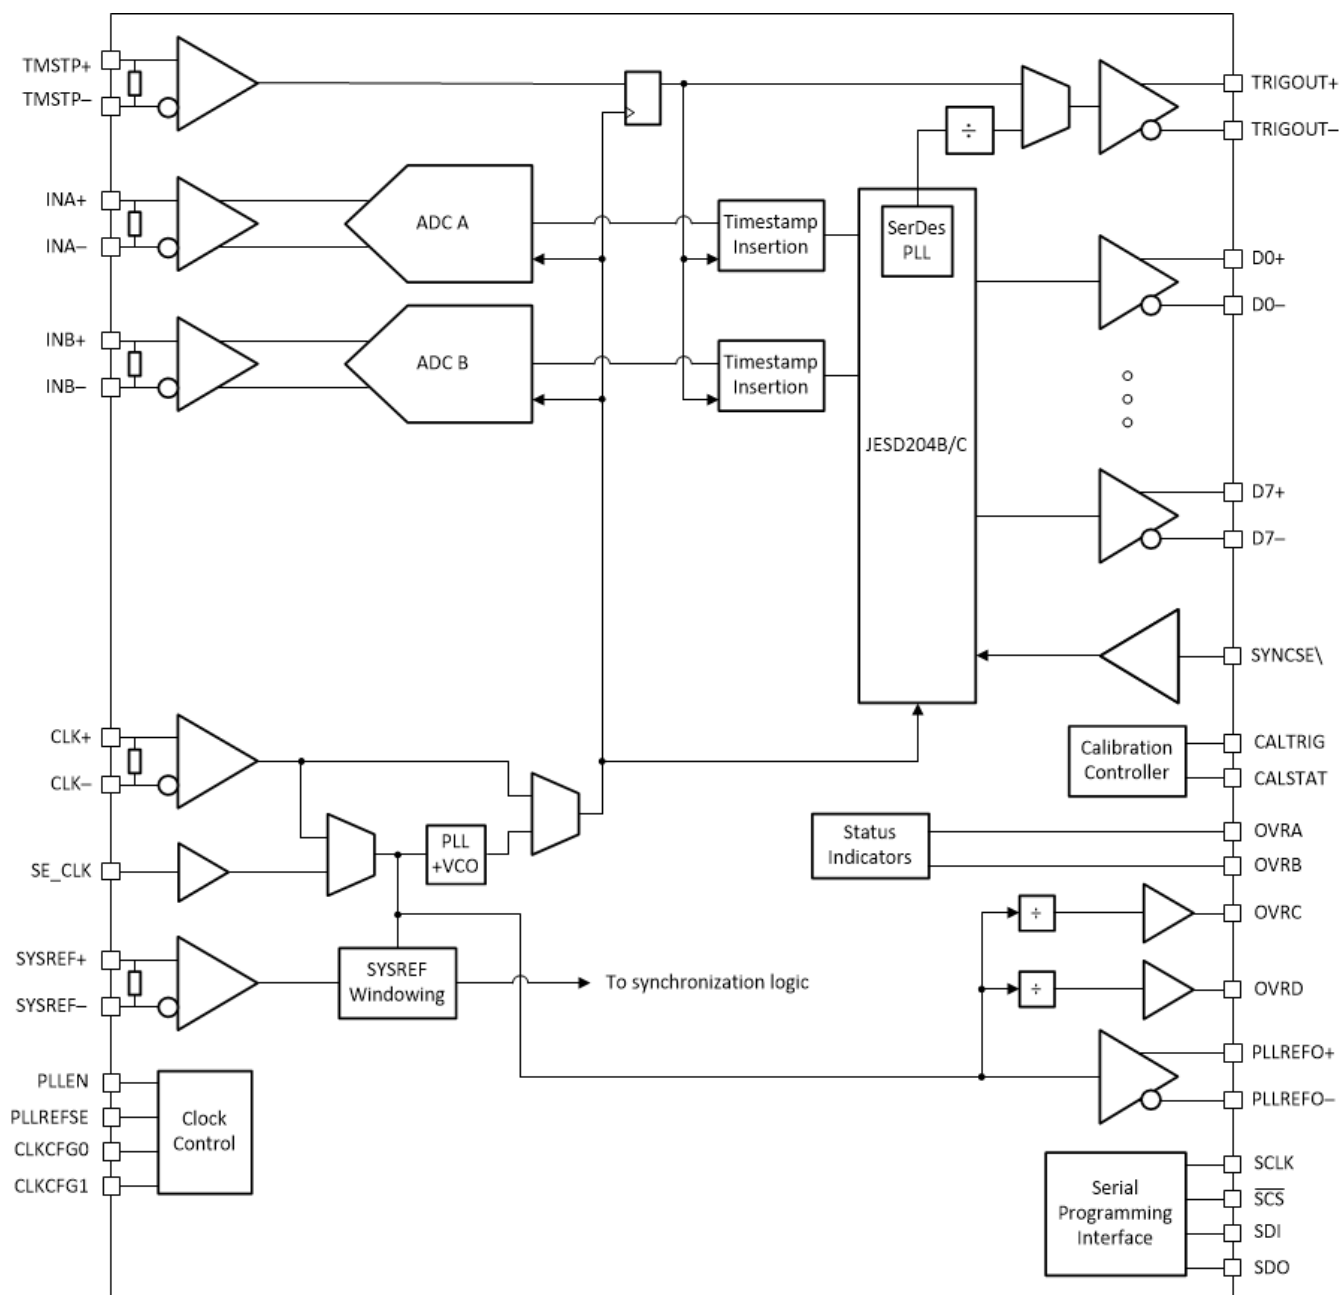 TMSTP+
TMSTP–
INA+
INA–
INB+
INB–
CLK+
CLK–
SE_CLK
SYSREF+
SYSREF–
PLLEN
PLLREFSE
CLKCFG0
CLKCFG1
ADC A
ADC B
PLL
+VCO
SYSREF
Windowing
To synchronization logic
Clock
Control
Timestamp
Insertion
Timestamp
Insertion
÷
SerDes
PLL
JESD204B/C
Calibration
Controller
Status
Indicators
÷
÷
Serial
Programming
Interface
TRIGOUT+
TRIGOUT–
D0+
D0–
D7+
D7–
SYNCSE\
CALTRIG
CALSTAT
OVRA
OVRB
OVRC
OVRD
PLLREFO+
PLLREFO–
SCLK
SCS
SDI
SDO